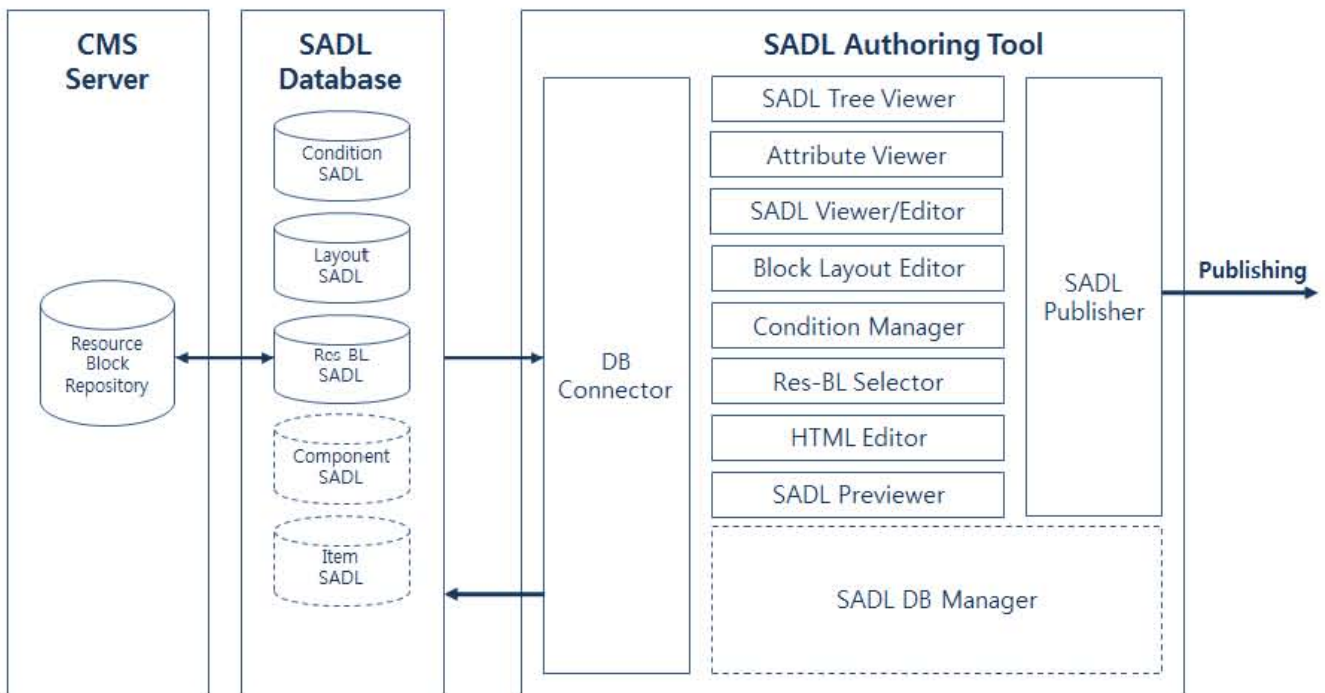 CMS
Server
Resource
Block
Repository
SADL
Database
Condition
SADL
Layout
SADL
Res-BL
SADL
Component
SADL
Item
SADL
SADL Authoring Tool
DB
Connector
SADL Tree Viewer
Attribute Viewer
SADL Viewer/Editor
Block Layout Editor
Condition Manager
Res-BL Selector
HTML Editor
SADL Previewer
SADL DB Manager
SADL
Publisher
Publishing